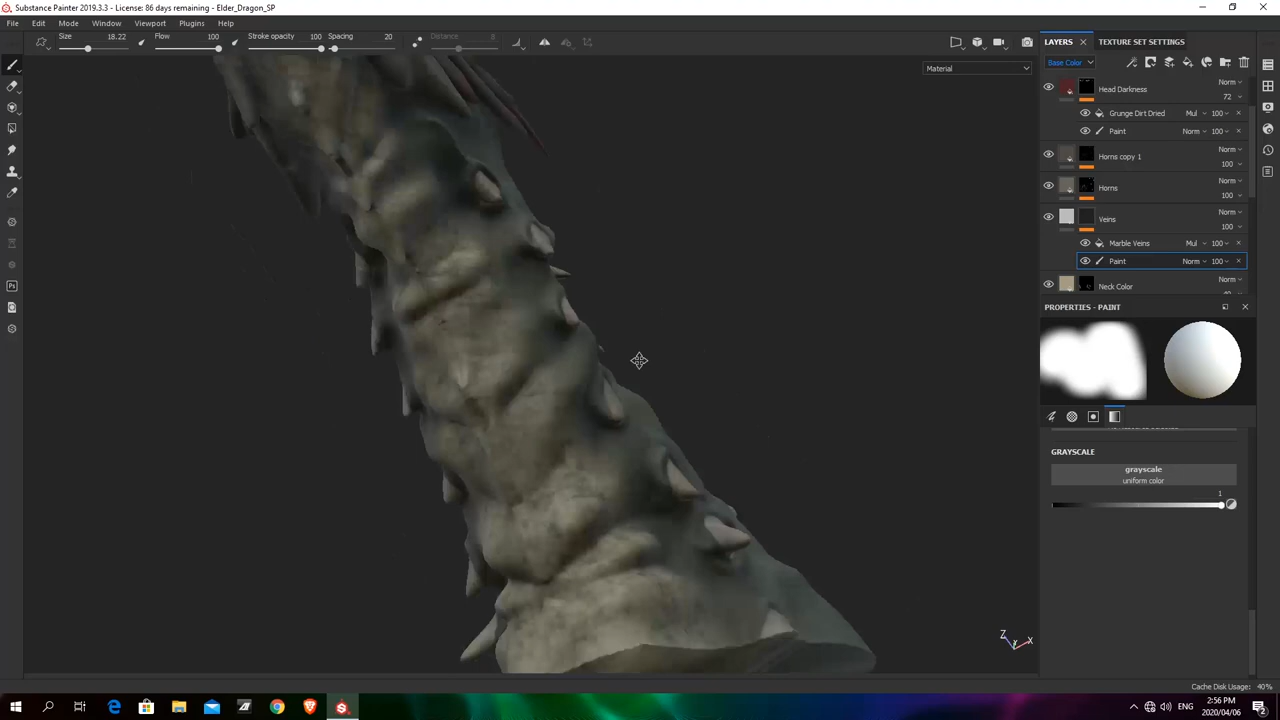 Substance Painter 2019.3.3 - License: 86 days remaining - Elder_Dragon_SP
File Edit Mode Window Viewport Plugins Help
Size 18.22 Flow 100 Stroke opacity 100 Spacing 20 Distance 8
Material
LAYERS TEXTURE SET SETTINGS
Base Color
Head Darkness Norm 72
Grunge Dirt Dried Mul 100
Paint Norm 100
Horns copy 1 Norm 100
Horns Norm 100
Veins Norm 100
Marble Veins Mul 100
Paint Norm 100
Neck Color Norm
PROPERTIES - PAINT
GRAYSCALE
grayscale
uniform color
1
Z Y X
Ps
Cache Disk Usage: 40%
ENG 2:56 PM
2020/04/06
2